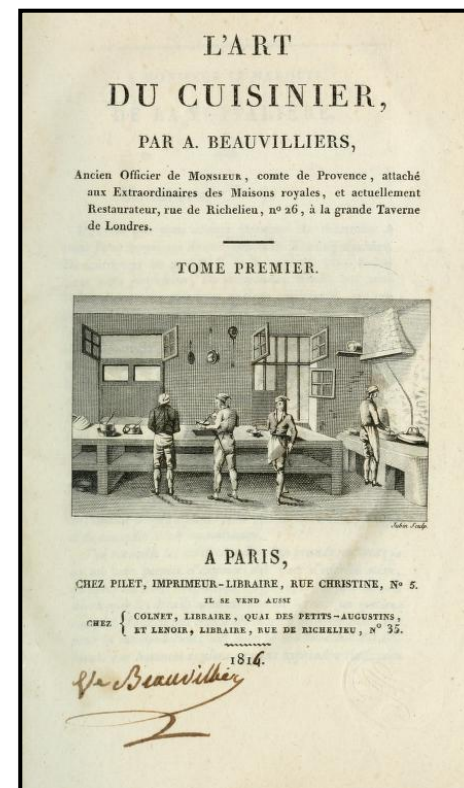 L'ART
DU CUISINIER,
PAR A. BEAUVILLIERS,
Ancien Officier de MONSIEUR, comte de Provence, attaché
aux Extraordinaires des Maisons royales, et actuellement
Restaurateur, rue de Richelieu, nº 26, à la grande Taverne
de Londres.
TOME PREMIER.
Sculp.
A PARIS,
CHEZ PILET, IMPRIMEUR-LIBRAIRE, RUE CHRISTINE, Nº 5.
IL SE VEND AUSSI
CHEZ { COLNET, LIBRAIRE, QUAI DES PETITS-AUGUSTINS,
ET LENOIR, LIBRAIRE, RUE DE RICHELIEU, Nº 35.
1816.
Beauvilliers